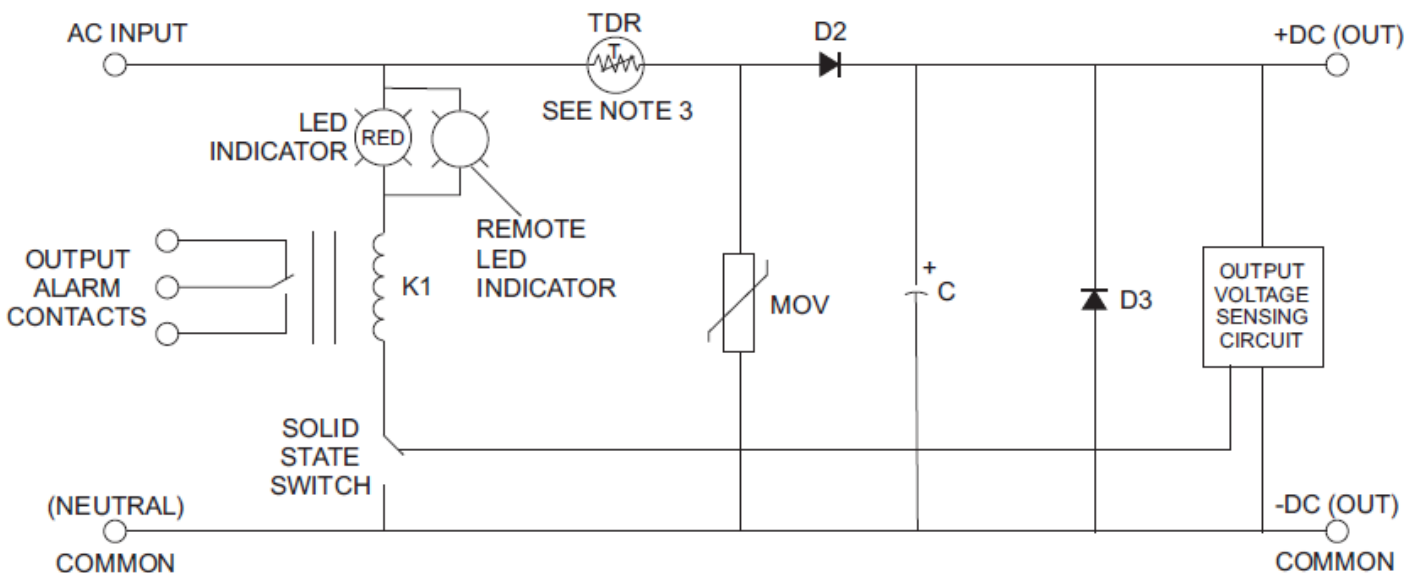 AC INPUT
TDR
T
D2
+DC (OUT)
SEE NOTE 3
LED
INDICATOR
RED
REMOTE
LED
INDICATOR
OUTPUT
ALARM
CONTACTS
K1
MOV
+
C
D3
OUTPUT
VOLTAGE
SENSING
CIRCUIT
SOLID
STATE
SWITCH
(NEUTRAL)
COMMON
-DC (OUT)
COMMON